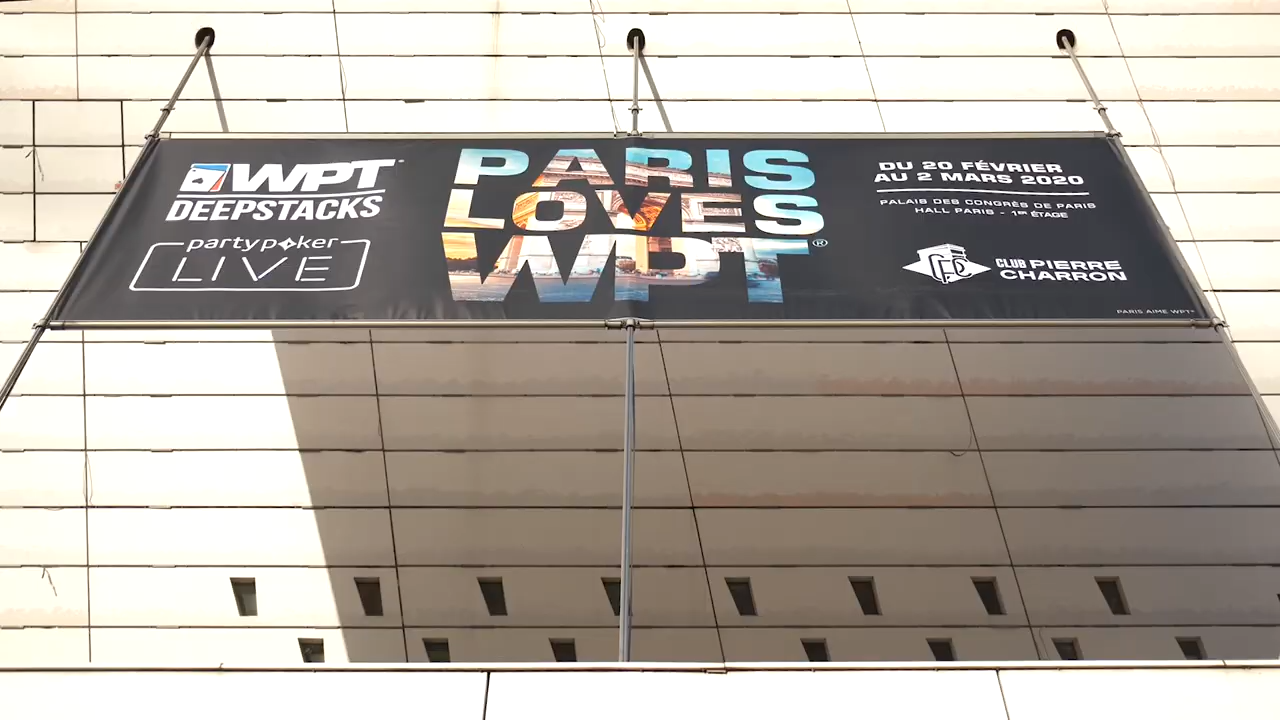 WPT®
DEEPSTACKS
partypoker
LIVE
PARIS
LOVES
WPT®
DU 20 FÉVRIER
AU 2 MARS 2020
PALAIS DES CONGRÈS DE PARIS
HALL PARIS - 1ER ÉTAGE
CPC
CLUB PIERRE
CHARRON
PARIS AIME WPT®